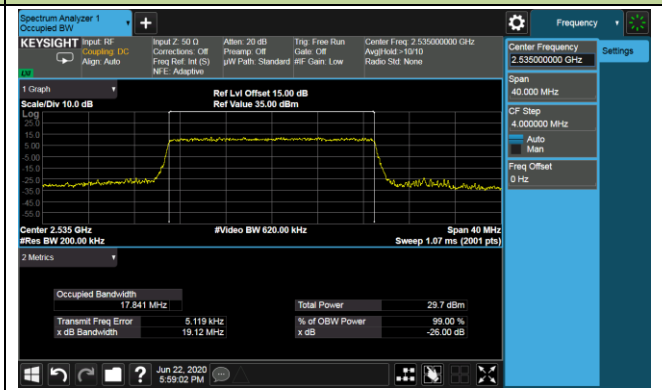 Spectrum Analyzer 1
Occupied BW
Frequency
KEYSIGHT
Input: RF
Coupling: DC
Align: Auto
Input Z: 50 Ω
Corrections: Off
Freq Ref: Int (S)
NFE: Adaptive
Atten: 20 dB
Preamp: Off
µW Path: Standard
Trig: Free Run
Gate: Off
#IF Gain: Low
Center Freq: 2.535000000 GHz
Avg|Hold:>10/10
Radio Std: None
Center Frequency
2.535000000 GHz
Settings
Span
40.000 MHz
CF Step
4.000000 MHz
Auto
Man
Freq Offset
0 Hz
1 Graph
Scale/Div 10.0 dB
Ref Lvl Offset 15.00 dB
Ref Value 35.00 dBm
Log
25.0
15.0
5.00
-5.00
-15.0
-25.0
-35.0
-45.0
-55.0
Center 2.535 GHz
#Video BW 620.00 kHz
Span 40 MHz
#Res BW 200.00 kHz
Sweep 1.07 ms (2001 pts)
2 Metrics
Occupied Bandwidth
17.841 MHz
Total Power 29.7 dBm
Transmit Freq Error 5.119 kHz
% of OBW Power 99.00 %
x dB Bandwidth 19.12 MHz
x dB -26.00 dB
Jun 22, 2020
5:59:02 PM